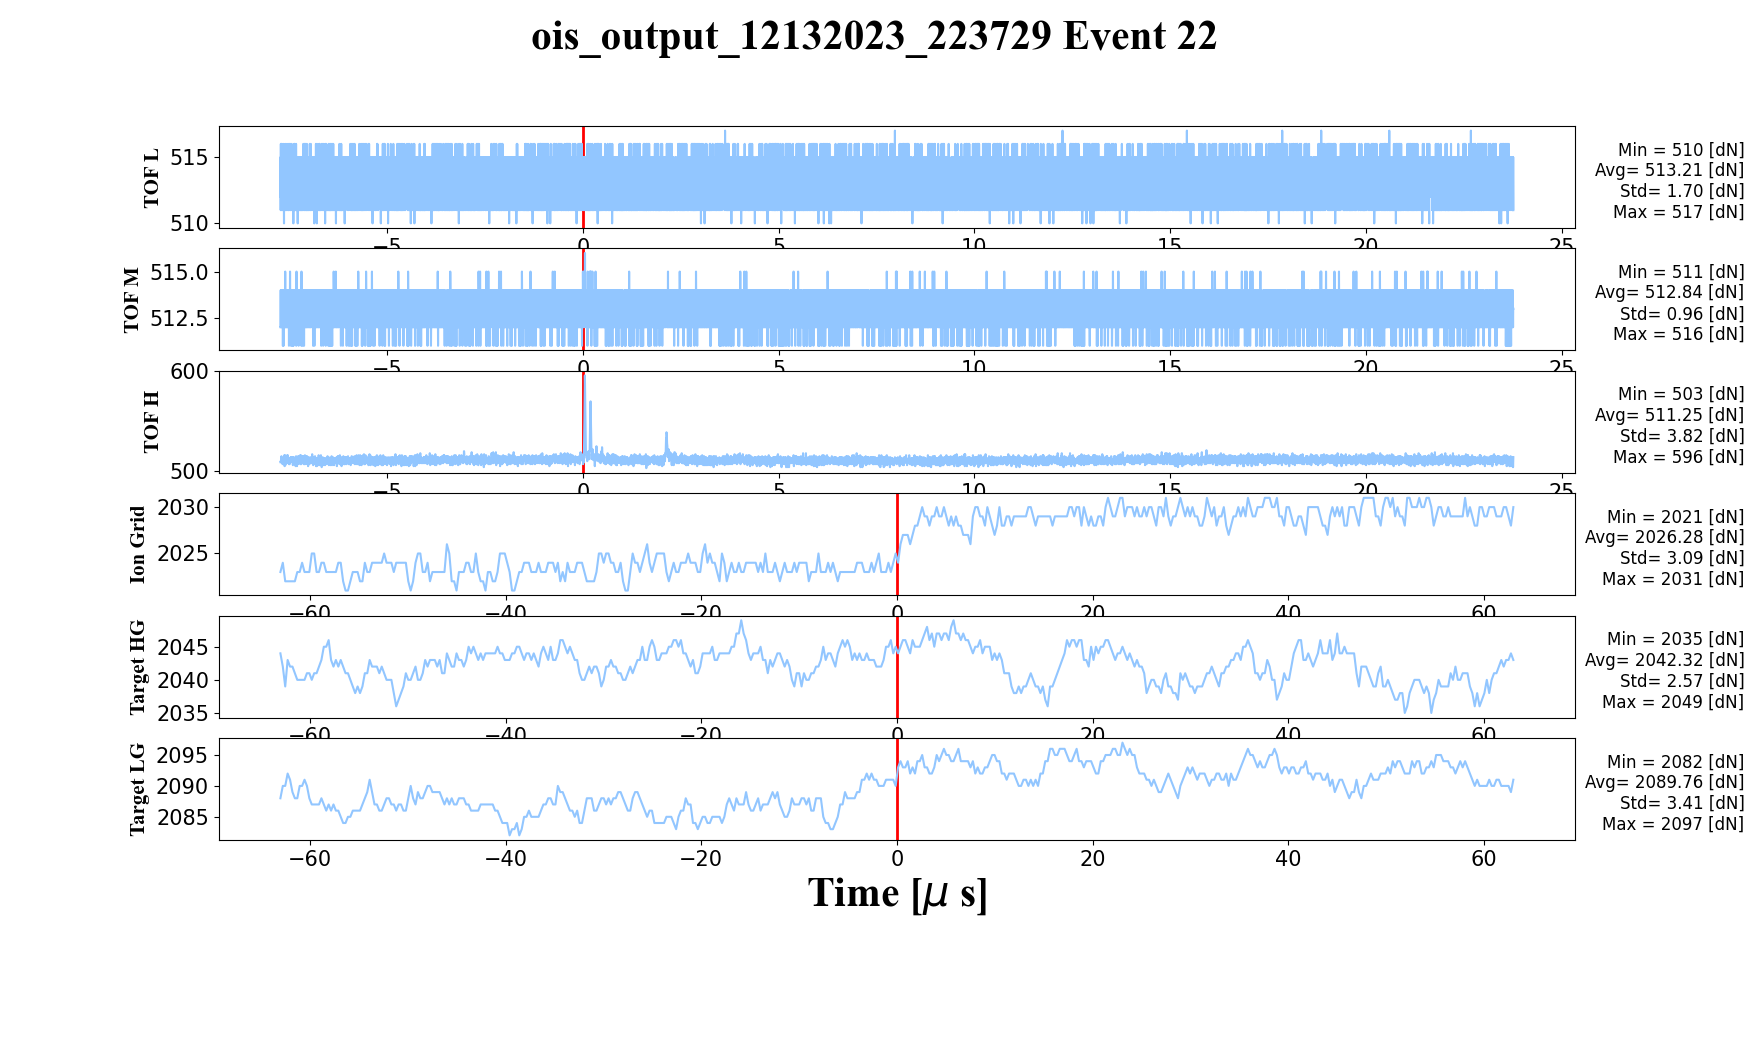 ois_output_12132023_223729 Event 22
TOF L
515
510
−5
0
5
10
15
20
25
Min = 510 [dN]
Avg= 513.21 [dN]
Std= 1.70 [dN]
Max = 517 [dN]
TOF M
515.0
512.5
−5
0
5
10
15
20
25
Min = 511 [dN]
Avg= 512.84 [dN]
Std= 0.96 [dN]
Max = 516 [dN]
TOF H
600
500
−5
0
5
10
15
20
25
Min = 503 [dN]
Avg= 511.25 [dN]
Std= 3.82 [dN]
Max = 596 [dN]
Ion Grid
2030
2025
−60
−40
−20
0
20
40
60
Min = 2021 [dN]
Avg= 2026.28 [dN]
Std= 3.09 [dN]
Max = 2031 [dN]
Target HG
2045
2040
2035
−60
−40
−20
0
20
40
60
Min = 2035 [dN]
Avg= 2042.32 [dN]
Std= 2.57 [dN]
Max = 2049 [dN]
Target LG
2095
2090
2085
−60
−40
−20
0
20
40
60
Min = 2082 [dN]
Avg= 2089.76 [dN]
Std= 3.41 [dN]
Max = 2097 [dN]
Time [μ s]